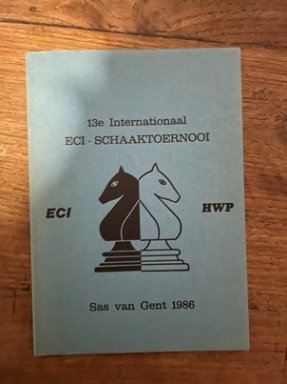 13e Internationaal
ECI - SCHAAKTOERNOOI
ECI
HWP
Sas van Gent 1986